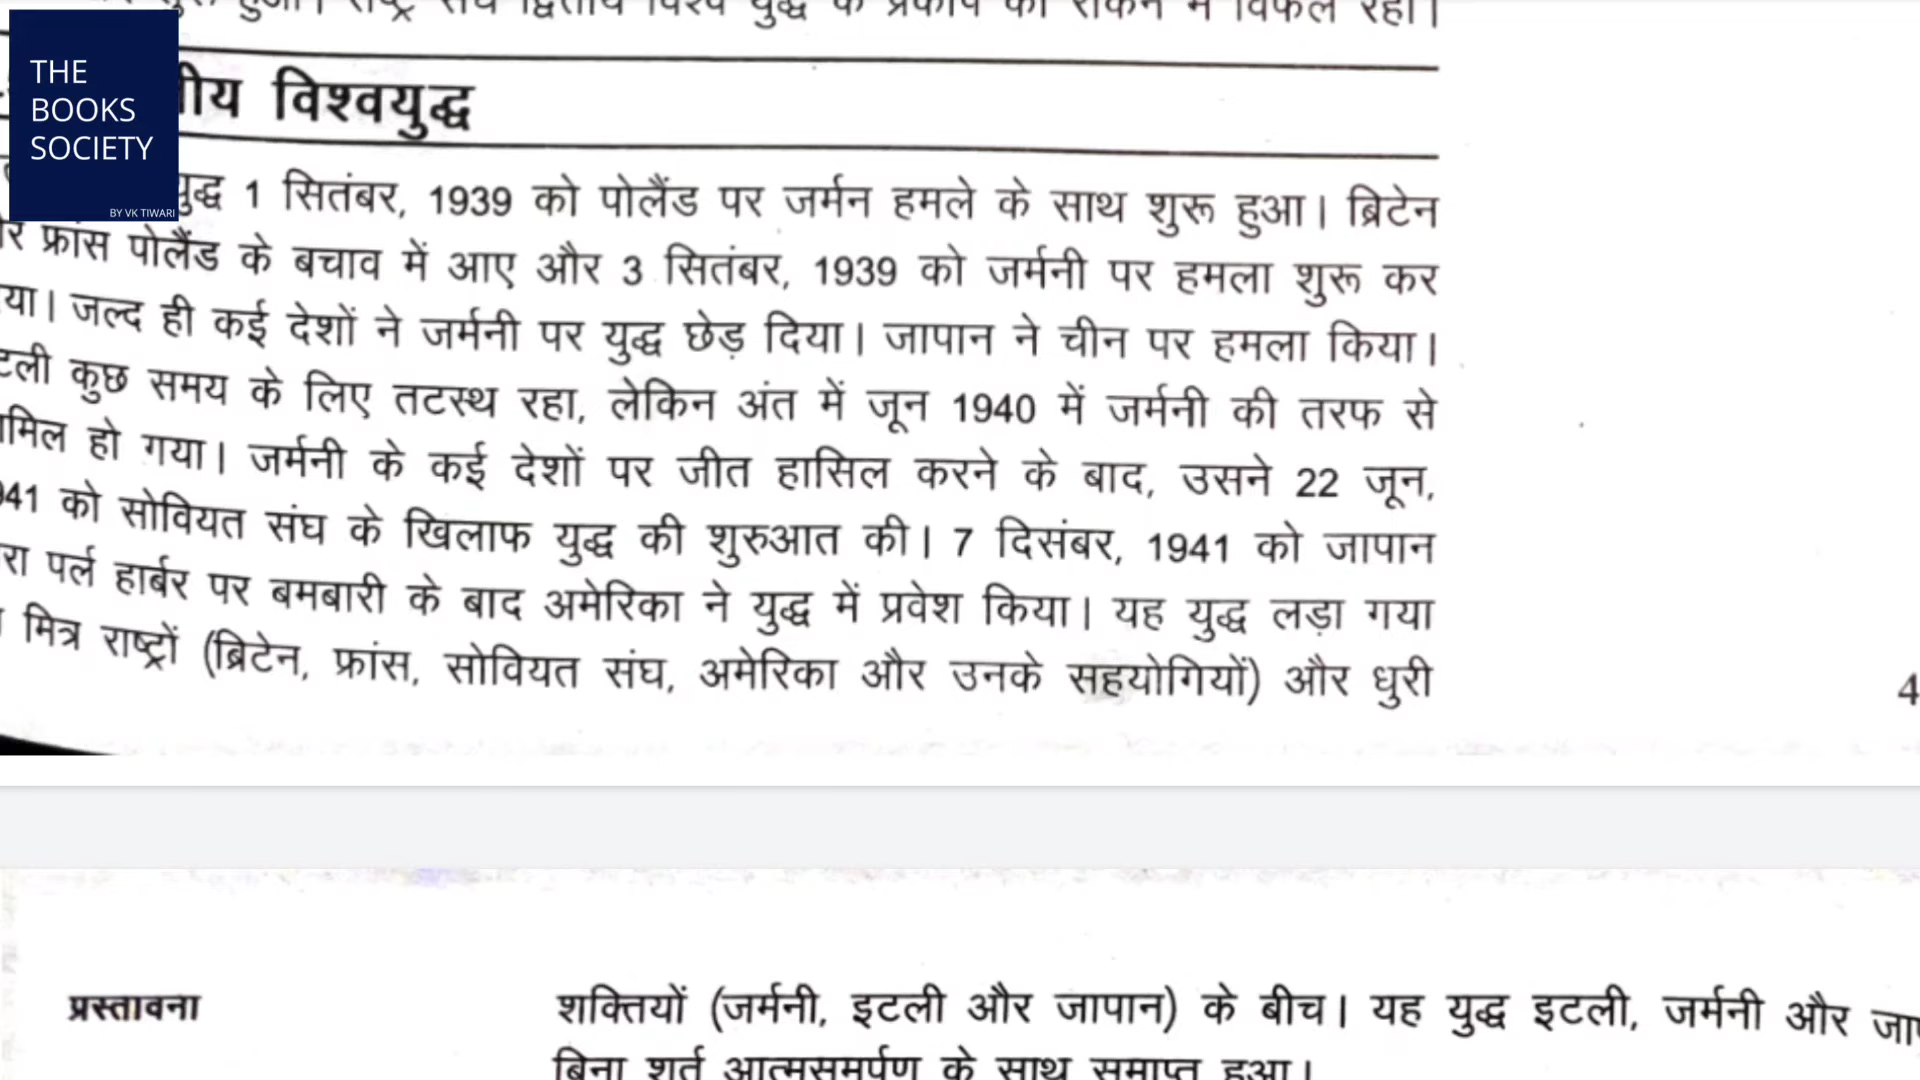 राष्ट्र संघ द्वितीय विश्व युद्ध के प्रकोप को रोकने में विफल रहा।
THE
BOOKS
SOCIETY
BY VK TIWARI
विश्वयुद्ध
युद्ध 1 सितंबर, 1939 को पोलैंड पर जर्मन हमले के साथ शुरू हुआ। ब्रिटेन
फ्रांस पोलैंड के बचाव में आए और 3 सितंबर, 1939 को जर्मनी पर हमला शुरू कर
जल्द ही कई देशों ने जर्मनी पर युद्ध छेड़ दिया। जापान ने चीन पर हमला किया।
कुछ समय के लिए तटस्थ रहा, लेकिन अंत में जून 1940 में जर्मनी की तरफ से
हो गया। जर्मनी के कई देशों पर जीत हासिल करने के बाद, उसने 22 जून,
को सोवियत संघ के खिलाफ युद्ध की शुरुआत की। 7 दिसंबर, 1941 को जापान
पर्ल हार्बर पर बमबारी के बाद अमेरिका ने युद्ध में प्रवेश किया। यह युद्ध लड़ा गया
मित्र राष्ट्रों (ब्रिटेन, फ्रांस, सोवियत संघ, अमेरिका और उनके सहयोगियों) और धुरी
4
प्रस्तावना
शक्तियों (जर्मनी, इटली और जापान) के बीच। यह युद्ध इटली, जर्मनी और
बिना शर्त आत्मसमर्पण के साथ समाप्त हुआ।